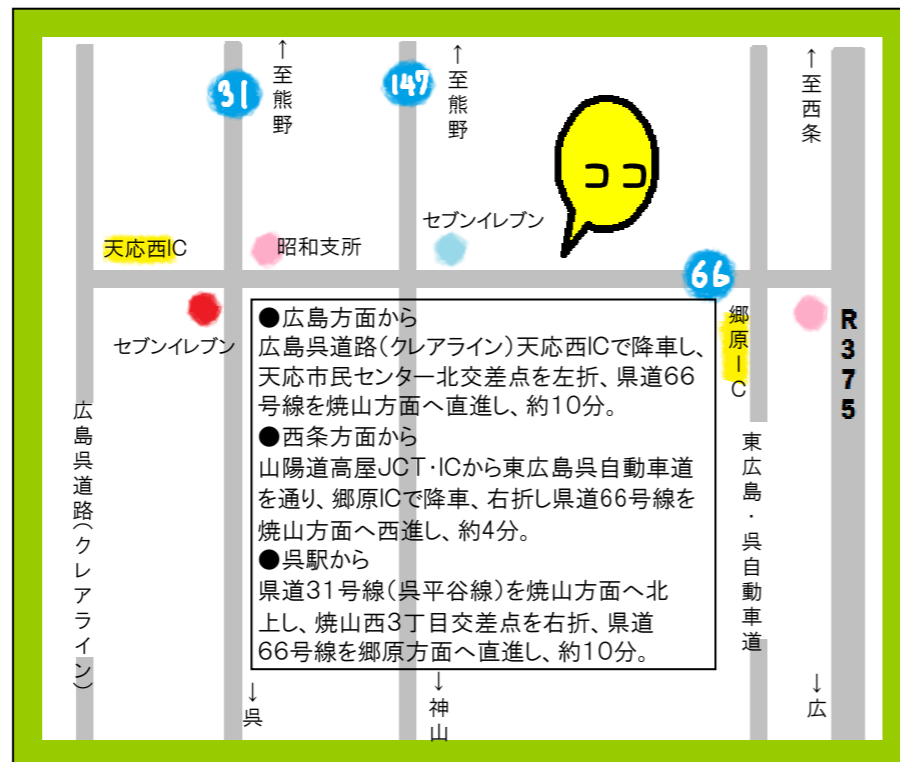 31
↑至熊野
147
↑至熊野
↑至西条
ココ
セブンイレブン
天応西IC
昭和支所
66
セブンイレブン
郷原IC
R375
●広島方面から
広島呉道路(クレアライン)天応西ICで降車し、
天応市民センター北交差点を左折、県道66
号線を焼山方面へ直進し、約10分。
●西条方面から
山陽道高屋JCT・ICから東広島呉自動車道
を通り、郷原ICで降車、右折し県道66号線を
焼山方面へ西進し、約4分。
●呉駅から
県道31号線(呉平谷線)を焼山方面へ北
上し、焼山西3丁目交差点を右折、県道
66号線を郷原方面へ直進し、約10分。
広島呉道路(クレアライン)
東広島・呉自動車道
↓呉
↓神山
↓広